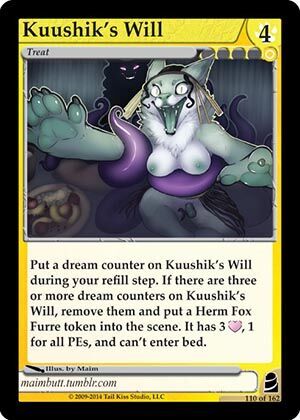 Kuushik's Will
4
Treat
Put a dream counter on Kuushik's Will
during your refill step. If there are three
or more dream counters on Kuushik's
Will, remove them and put a Herm Fox
Furre token into the scene. It has 3 🩷, 1
for all PEs, and can't enter bed.
Illus. by Maim
maimbutt.tumblr.com
110 of 162
© 2009-2014 Tail Kiss Studio, LLC